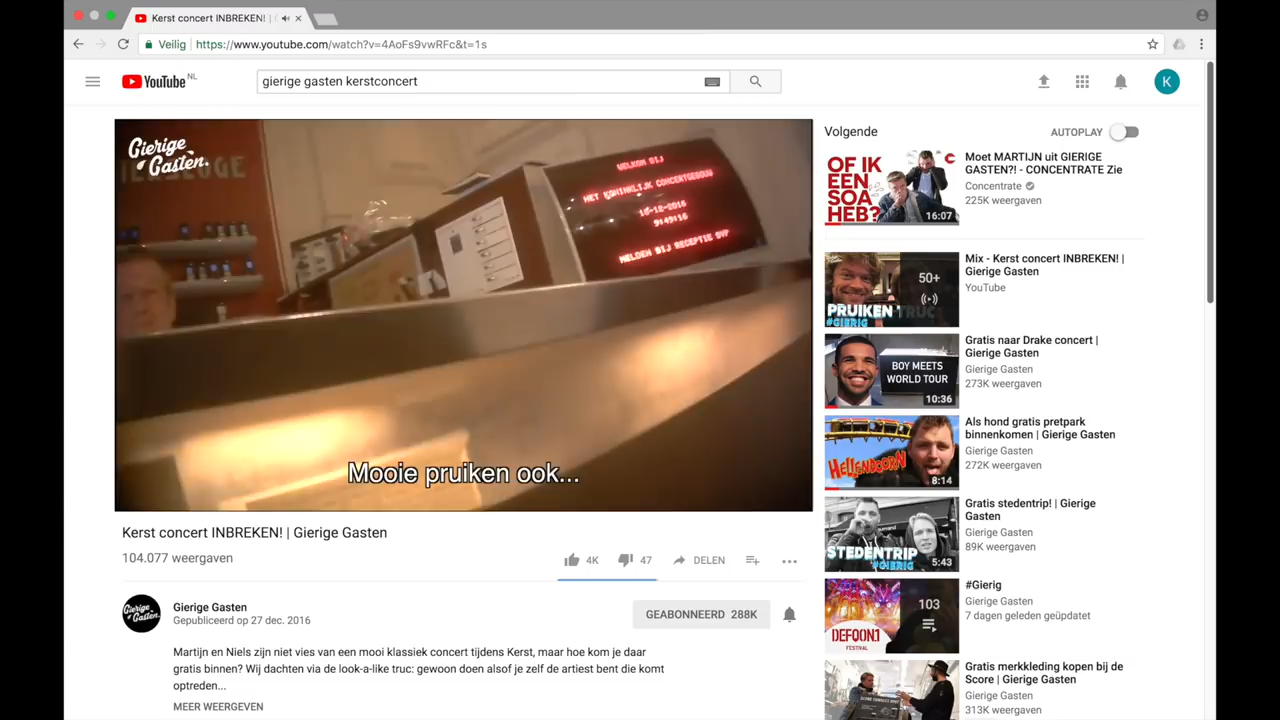 Kerst concert INBREKEN! |
Veilig
https://www.youtube.com/watch?v=4AoFs9vwRFc&t=1s
YouTube NL
gierige gasten kerstconcert
K
Gierige Gasten.
WELKOM BIJ
HET KONINKLIJK CONCERTGEBOUW
16-12-2016
9:49:16
MELDEN BIJ RECEPTIE SVP
Mooie pruiken ook...
Kerst concert INBREKEN! | Gierige Gasten
104.077 weergaven
4K
47
DELEN
Gierige Gasten.
Gierige Gasten
Gepubliceerd op 27 dec. 2016
GEABONNEERD 288K
Martijn en Niels zijn niet vies van een mooi klassiek concert tijdens Kerst, maar hoe kom je daar
gratis binnen? Wij dachten via de look-a-like truc: gewoon doen alsof je zelf de artiest bent die komt
optreden...
MEER WEERGEVEN
Volgende
AUTOPLAY
OF IK
EEN
SOA
HEB?
16:07
Moet MARTIJN uit GIERIGE
GASTEN?! - CONCENTRATE Zie
Concentrate
225K weergaven
50+
PRUIKEN TRUC
#GIERIG
Mix - Kerst concert INBREKEN! |
Gierige Gasten
YouTube
BOY MEETS
WORLD TOUR
10:36
Gratis naar Drake concert |
Gierige Gasten
Gierige Gasten
273K weergaven
HELLENDOORN
8:14
Als hond gratis pretpark
binnenkomen | Gierige Gasten
Gierige Gasten
272K weergaven
STEDENTRIP
#GIERIG
5:43
Gratis stedentrip! | Gierige
Gasten
Gierige Gasten
89K weergaven
DEFQON.1
FESTIVAL
103
#Gierig
Gierige Gasten
7 dagen geleden geüpdatet
Gratis merkkleding kopen bij de
Score | Gierige Gasten
Gierige Gasten
313K weergaven